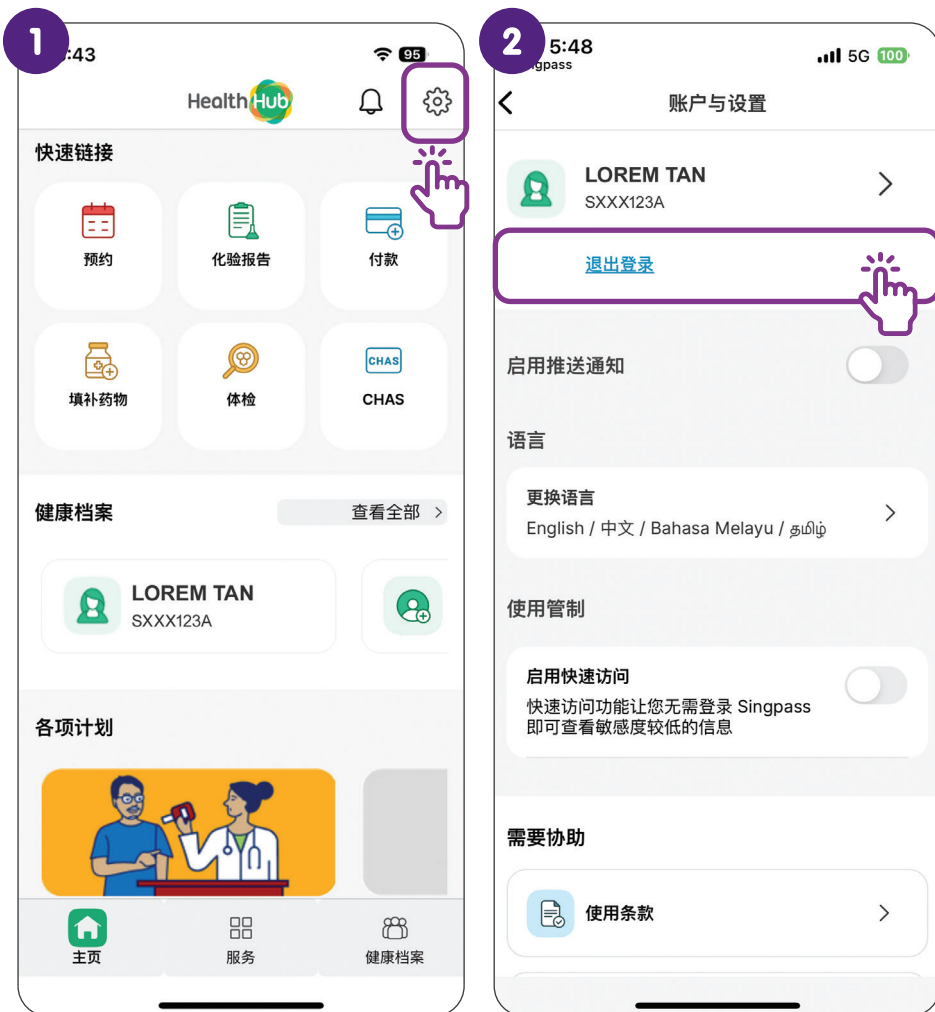 1
:43
95
HealthHub
快速链接
预约
化验报告
付款
填补药物
体检
CHAS
CHAS
健康档案
查看全部 >
LOREM TAN
SXXX123A
各项计划
主页
服务
健康档案
2
5:48
5G 100
账户与设置
LOREM TAN
SXXX123A
退出登录
启用推送通知
语言
更换语言
English / 中文 / Bahasa Melayu / தமிழ்
使用管制
启用快速访问
快速访问功能让您无需登录 Singpass
即可查看敏感度较低的信息
需要协助
使用条款